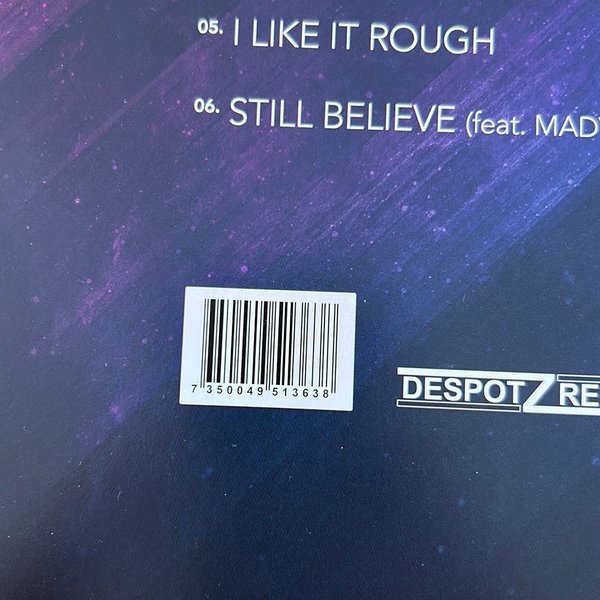 05. I LIKE IT ROUGH
06. STILL BELIEVE (feat.
7 350049 513638
DESPOTZ